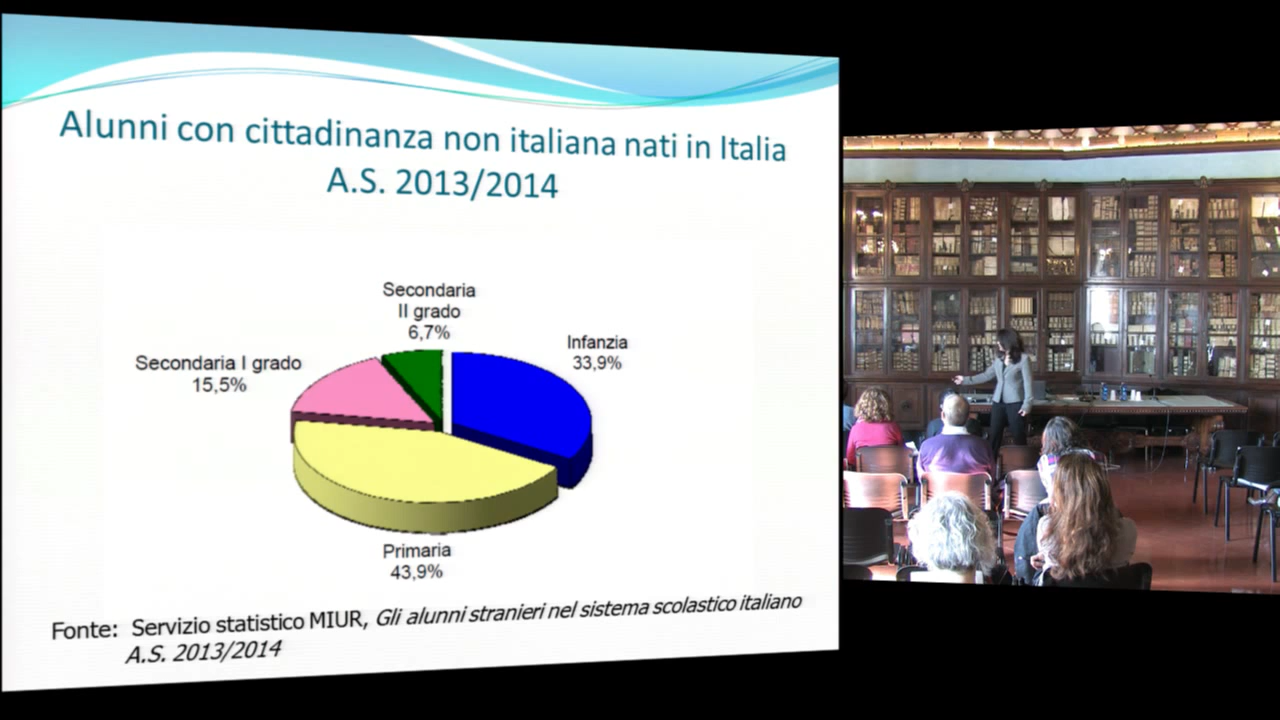 Alunni con cittadinanza non italiana nati in Italia
A.S. 2013/2014
Secondaria
II grado
6,7%
Infanzia
33,9%
Secondaria I grado
15,5%
Primaria
43,9%
Fonte: Servizio statistico MIUR, Gli alunni stranieri nel sistema scolastico italiano
A.S. 2013/2014